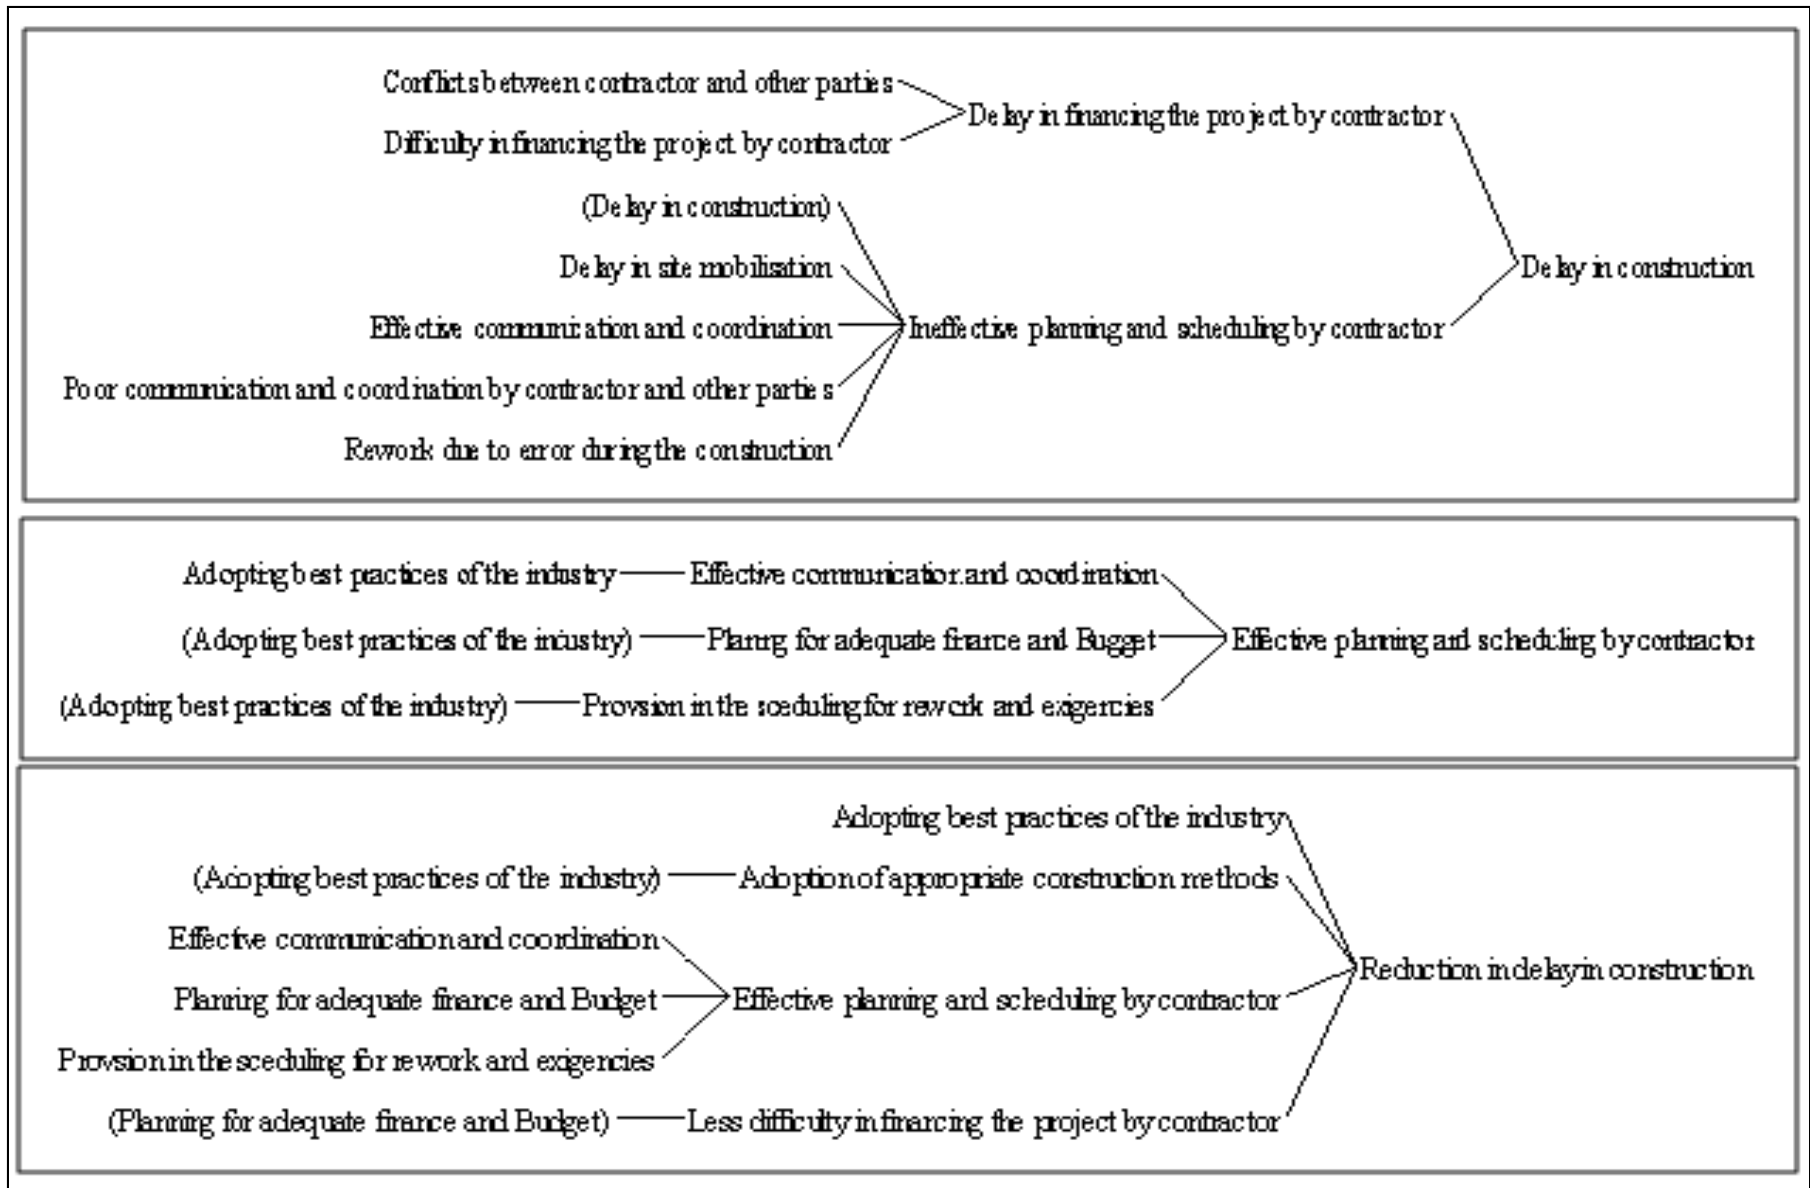 Conflicts between contractor and other parties
Delay in financing the project by contractor
Difficulty in financing the project by contractor
(Delay in construction)
Delay in site mobilisation
Delay in construction
Effective communication and coordination
Ineffective planning and scheduling by contractor
Poor communication and coordination by contractor and other parties
Rework due to error during the construction
Adopting best practices of the industry
Effective communication and coordination
(Adopting best practices of the industry)
Planng for adequate finance and Bugget
Effective planning and scheduling by contractor
(Adopting best practices of the industry)
Provsion in the sceduling for rework and exigencies
Adopting best practices of the industry
(Adopting best practices of the industry)
Adoption of appropriate construction methods
Effective communication and coordination
Reduction in delay in construction
Planning for adequate finance and Budget
Effective planning and scheduling by contractor
Provsion in the sceduling for rework and exigencies
(Planning for adequate finance and Budget)
Less difficulty in financing the project by contractor